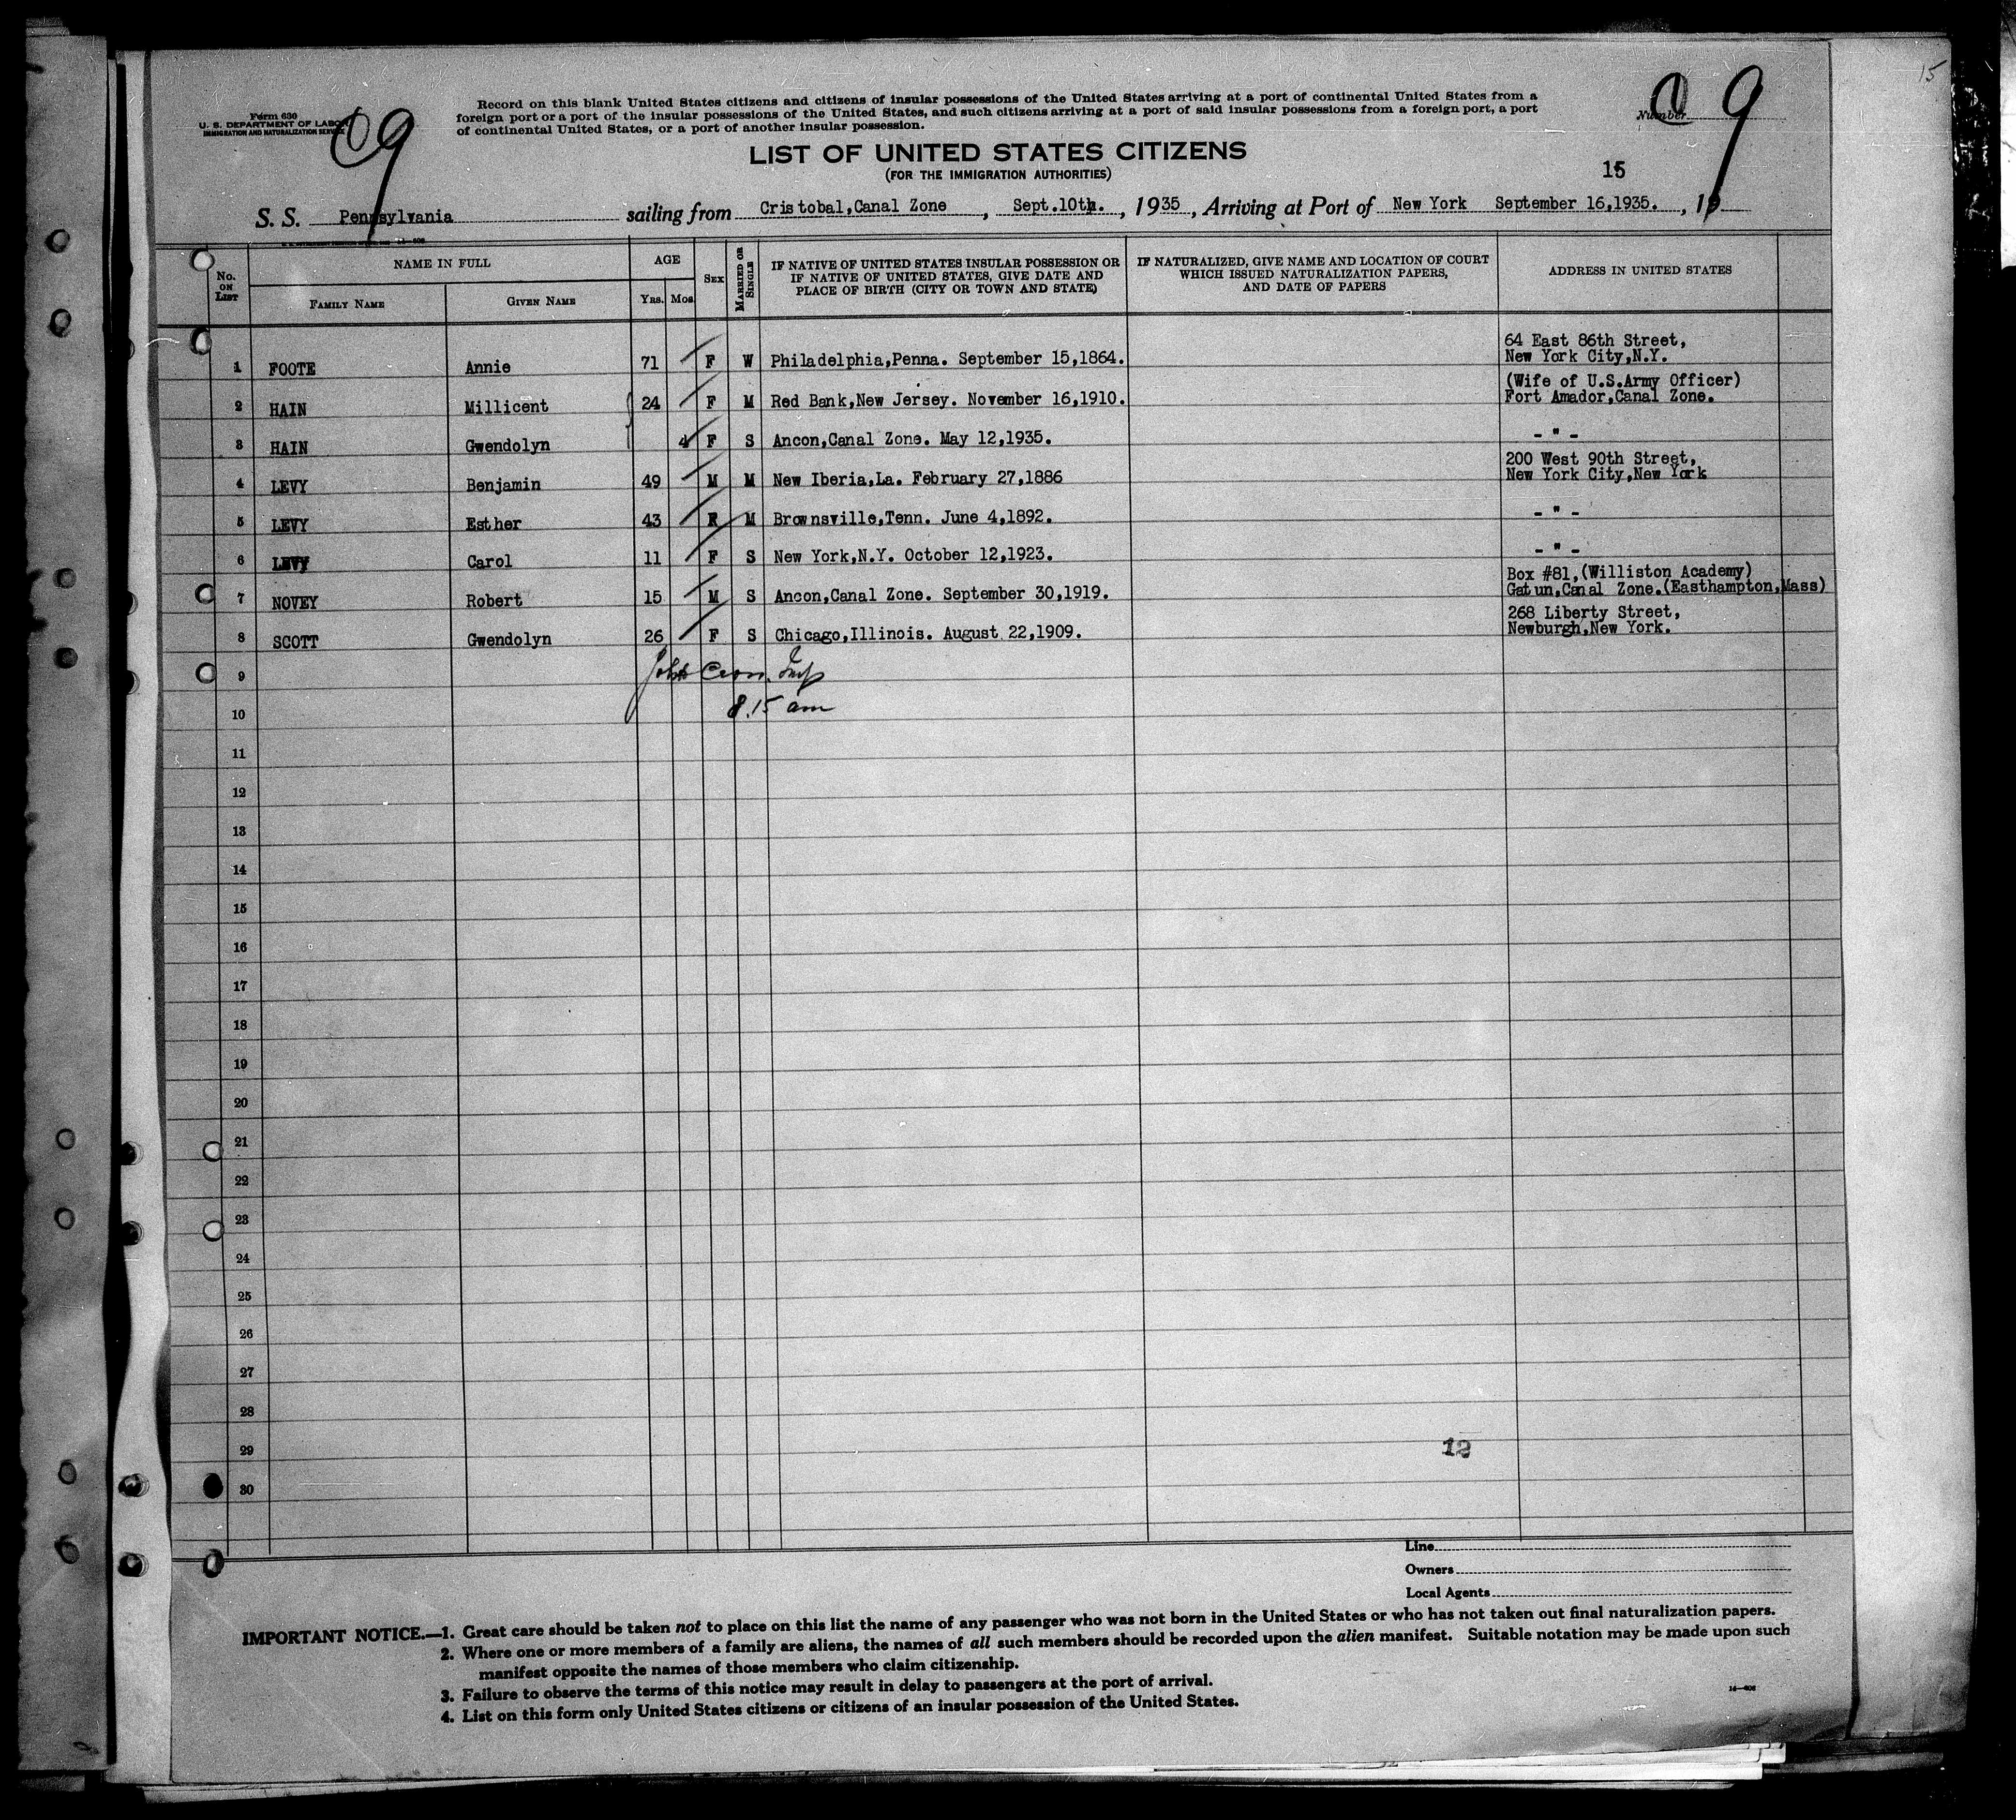 15
Form 630
U. S. DEPARTMENT OF LABOR
IMMIGRATION AND NATURALIZATION SERVICE
09
Record on this blank United States citizens and citizens of insular possessions of the United States arriving at a port of continental United States from a
foreign port or a port of the insular possessions of the United States, and such citizens arriving at a port of said insular possessions from a foreign port, a port
of continental United States, or a port of another insular possession.
Number 9
LIST OF UNITED STATES CITIZENS
(FOR THE IMMIGRATION AUTHORITIES)
15
S. S. Pennsylvania sailing from Cristobal,Canal Zone , Sept.10th. , 1935 , Arriving at Port of New York September 16,1935. , 19
No. ON LIST
NAME IN FULL
FAMILY NAME GIVEN NAME
AGE
YRS. MOS
SEX
MARRIED OR SINGLE
IF NATIVE OF UNITED STATES INSULAR POSSESSION OR
IF NATIVE OF UNITED STATES, GIVE DATE AND
PLACE OF BIRTH (CITY OR TOWN AND STATE)
IF NATURALIZED, GIVE NAME AND LOCATION OF COURT
WHICH ISSUED NATURALIZATION PAPERS,
AND DATE OF PAPERS
ADDRESS IN UNITED STATES
64 East 86th Street,
1 FOOTE Annie 71 F W Philadelphia,Penna. September 15,1864. New York City,N.Y.
(Wife of U.S.Army Officer)
2 HAIN Millicent 24 F M Red Bank,New Jersey. November 16,1910. Fort Amador,Canal Zone.
3 HAIN Gwendolyn 4 F S Ancon,Canal Zone. May 12,1935. - " -
200 West 90th Street,
4 LEVY Benjamin 49 M M New Iberia,La. February 27,1886 New York City,New York
5 LEVY Esther 43 M Brownsville,Tenn. June 4,1892. - " -
6 LEVY Carol 11 F S New York,N.Y. October 12,1923. - " -
Box #81,(Williston Academy)
7 NOVEY Robert 15 M S Ancon,Canal Zone. September 30,1919. Gatun,Canal Zone.(Easthampton,Mass)
268 Liberty Street,
8 SCOTT Gwendolyn 26 F S Chicago,Illinois. August 22,1909. Newburgh,New York.
9
8.15 am
10
11
12
13
14
15
16
17
18
19
20
21
22
23
24
25
26
27
28
29
12
30
Line
Owners
Local Agents
IMPORTANT NOTICE.—1. Great care should be taken not to place on this list the name of any passenger who was not born in the United States or who has not taken out final naturalization papers.
2. Where one or more members of a family are aliens, the names of all such members should be recorded upon the alien manifest. Suitable notation may be made upon such
manifest opposite the names of those members who claim citizenship.
3. Failure to observe the terms of this notice may result in delay to passengers at the port of arrival.
4. List on this form only United States citizens or citizens of an insular possession of the United States.